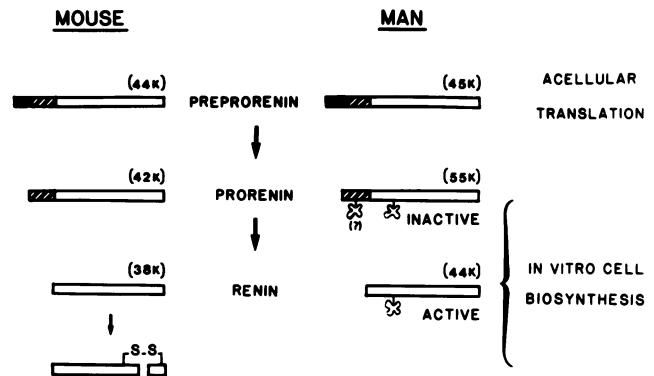 MOUSE
MAN
(44K)
PREPRORENIN
(45K)
ACELLULAR
TRANSLATION
(42K)
PRORENIN
(55K)
(?)
INACTIVE
(38K)
RENIN
(44K)
ACTIVE
IN VITRO CELL
BIOSYNTHESIS
S-S